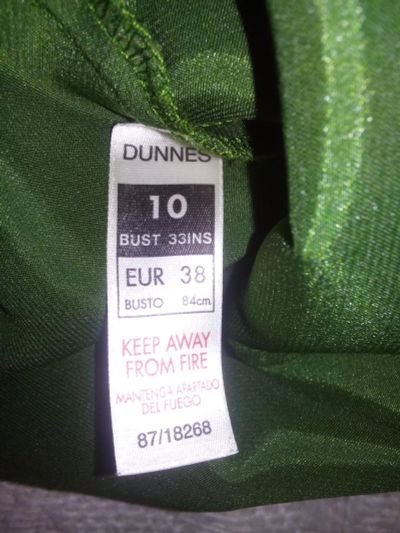 DUNNES
10
BUST 33INS
EUR 38
BUSTO 84cm.
KEEP AWAY
FROM FIRE
MANTENGA APARTADO
DEL FUEGO
87/18268